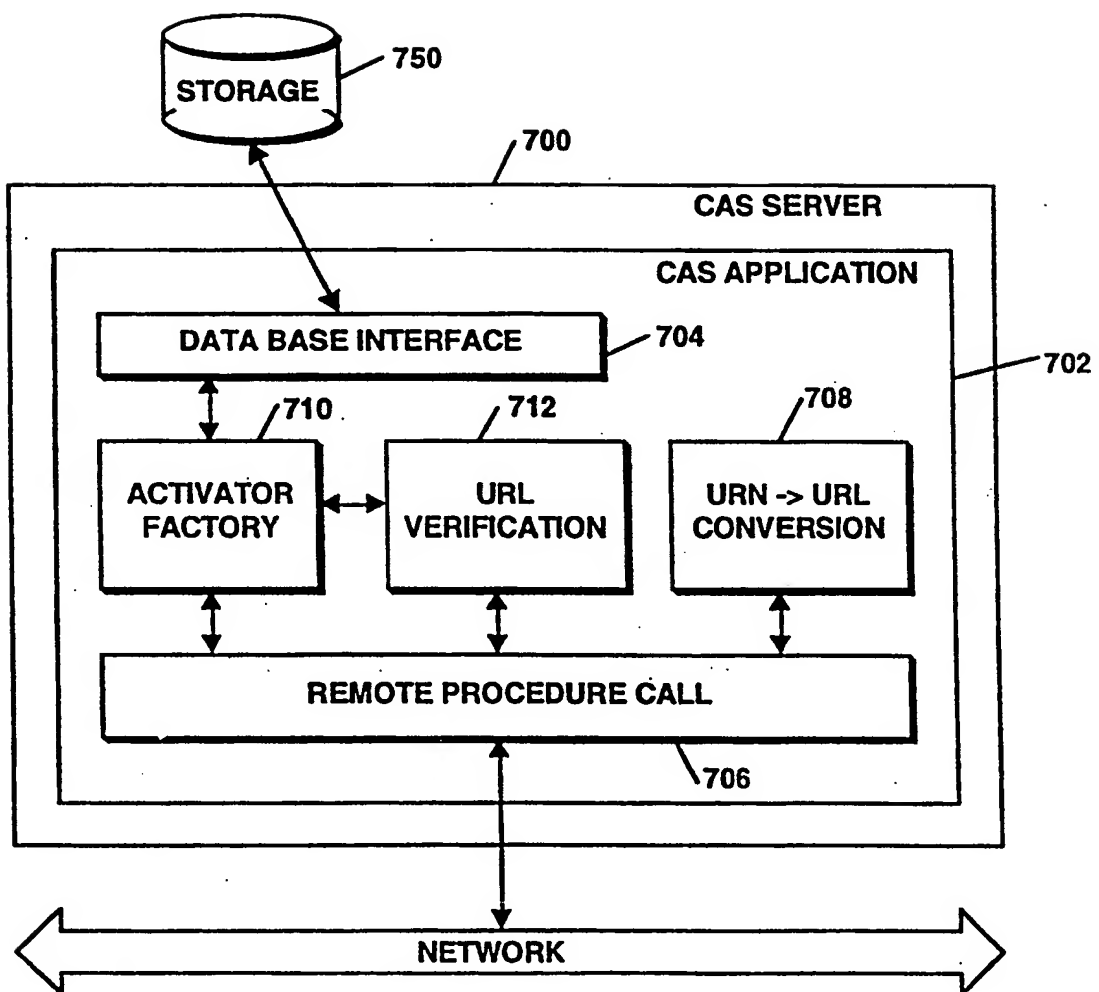 STORAGE
750
700
CAS SERVER
CAS APPLICATION
DATA BASE INTERFACE
704
702
710
712
708
ACTIVATOR
FACTORY
URL
VERIFICATION
URN -> URL
CONVERSION
REMOTE PROCEDURE CALL
706
NETWORK